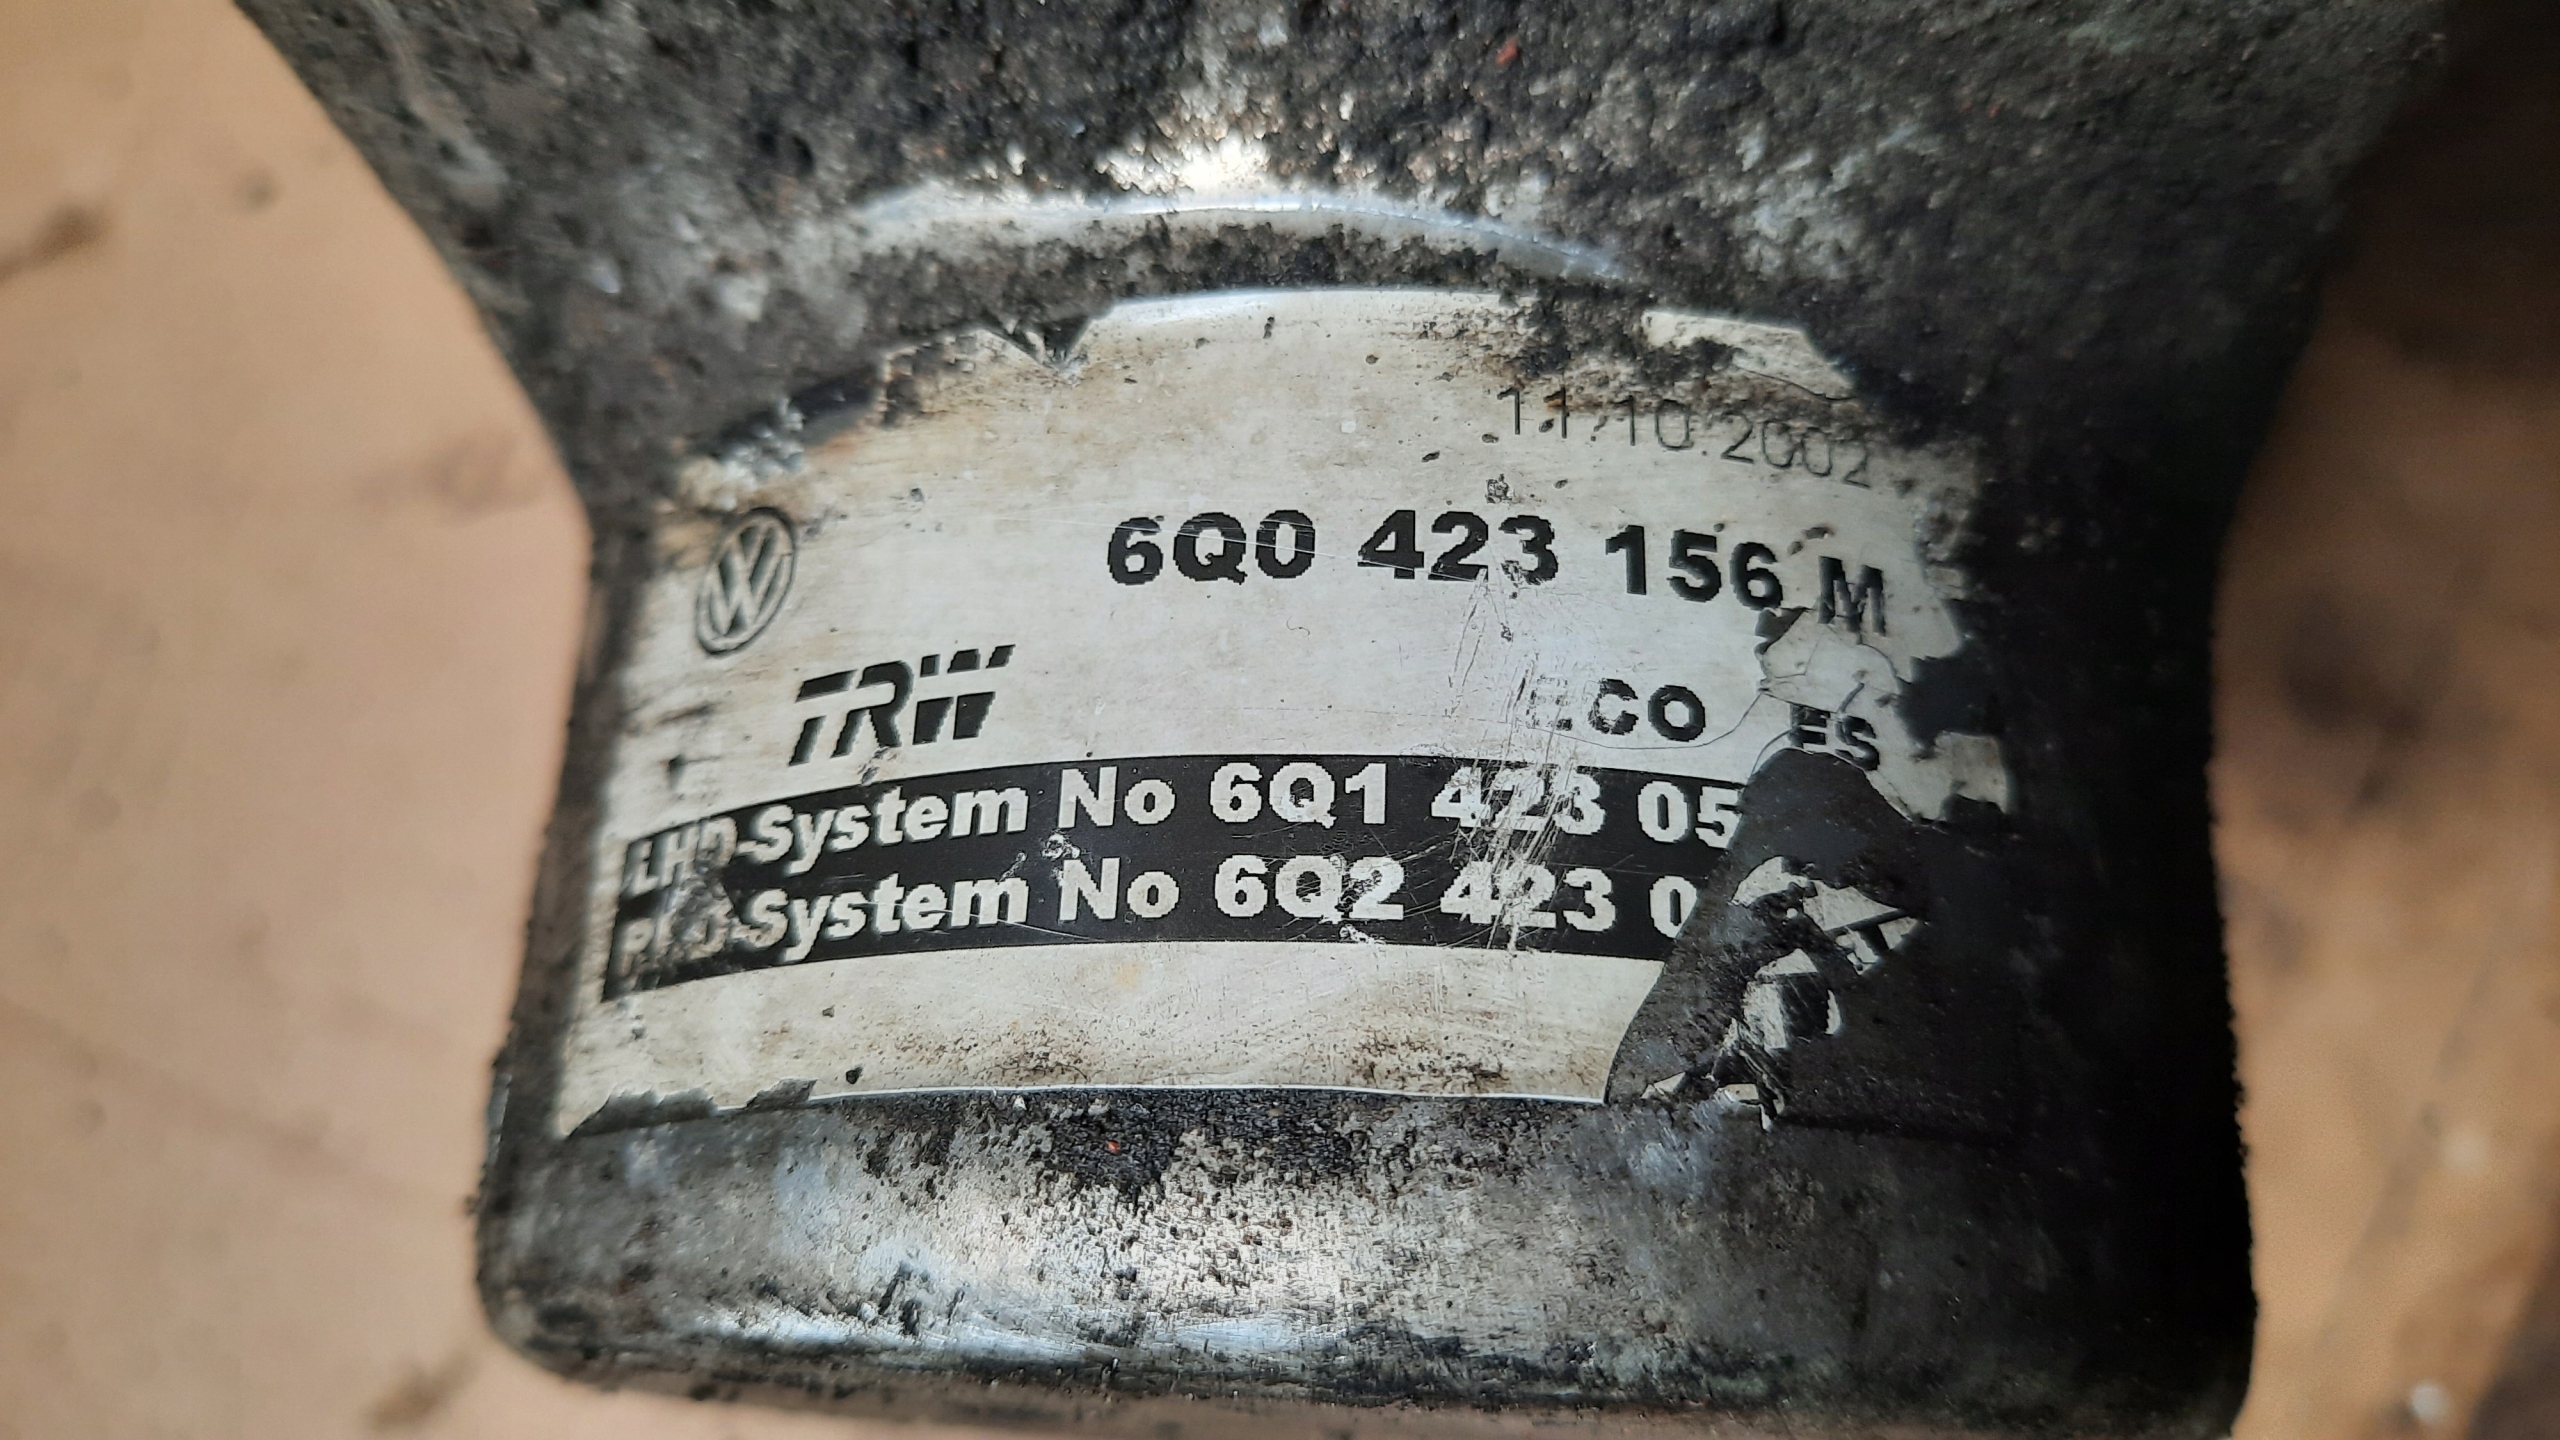 11.10.2002
6Q0 423 156 M
TRW
ECO ES
LHD-System No 6Q1 423 05
System No 6Q2 423 0